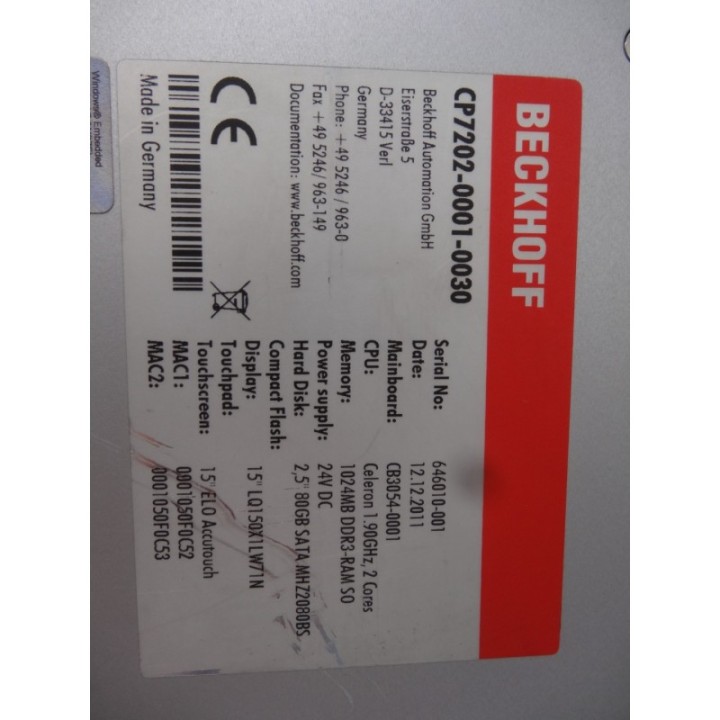 BECKHOFF
CP7202-0001-0030
Beckhoff Automation GmbH
Eiserstraße 5
D-33415 Verl
Germany
Phone: +49 5246/963-0
Fax +49 5246/963-149
Documentation: www.beckhoff.com
CE
Made in Germany
Serial No: 646010-001
Date: 12.12.2011
Mainboard: CB3054-0001
CPU: Celeron 1.90GHz, 2 Cores
Memory: 1024MB DDR3-RAM SO
Power supply: 24V DC
Hard Disk: 2,5" 80GB SATA MHZ2080BS
Compact Flash:
Display: 15" LQ150X1LW71N
Touchpad:
Touchscreen: 15" ELO Accutouch
MAC1: 0001050F0C52
MAC2: 0001050F0C53
Windows® Embedded